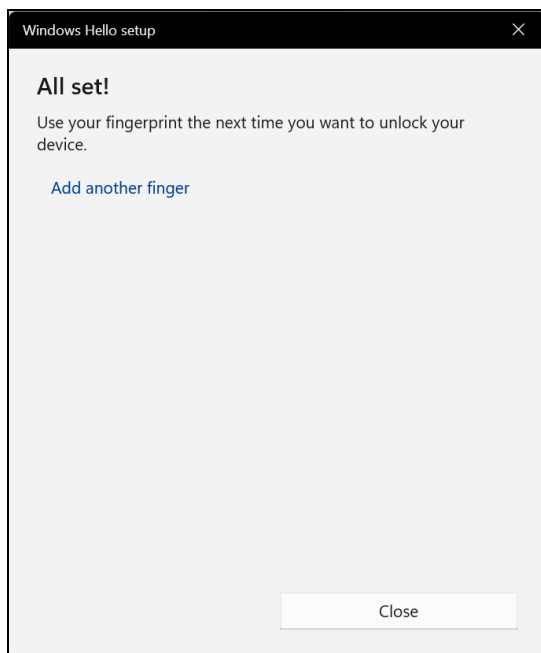 Windows Hello setup
All set!
Use your fingerprint the next time you want to unlock your
device.
Add another finger
Close